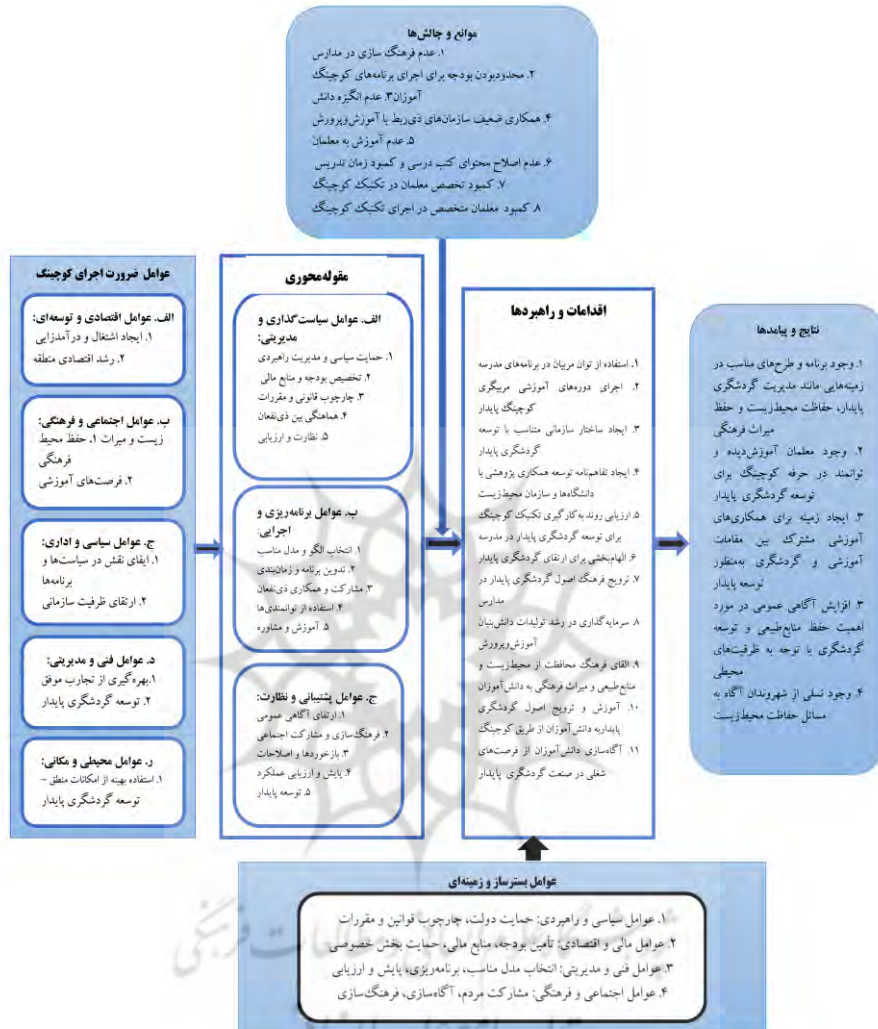 موانع و چالش‌ها
۱. عدم فرهنگ سازی در مدارس
۲. محدودبودن بودجه برای اجرای برنامه‌های کوچینگ
آموزان۳. عدم انگیزه دانش
۴. همکاری ضعیف سازمان‌های ذی‌ربط با آموزش‌وپرورش
۵. عدم آموزش به معلمان
۶. عدم اصلاح محتوای کتب درسی و کمبود زمان تدریس
۷. کمبود تخصص معلمان در تکنیک کوچینگ
۸. کمبود معلمان متخصص در اجرای تکنیک کوچینگ
عوامل ضرورت اجرای کوچینگ
الف. عوامل اقتصادی و توسعه‌ای:
۱. ایجاد اشتغال و درآمدزایی
۲. رشد اقتصادی منطقه
ب. عوامل اجتماعی و فرهنگی:
زیست و میراث ۱. حفظ محیط
فرهنگی
۲. فرصت‌های آموزشی
ج. عوامل سیاسی و اداری:
۱. ایفای نقش در سیاست‌ها و
برنامه‌ها
۲. ارتقای ظرفیت سازمانی
د. عوامل فنی و مدیریتی:
۱.بهره‌گیری از تجارب موفق
۲. توسعه گردشگری پایدار
ر. عوامل محیطی و مکانی:
۱. استفاده بهینه از امکانات منطق –
توسعه گردشگری پایدار
مقوله‌محوری
الف. عوامل سیاست‌گذاری و
مدیریتی:
۱. حمایت سیاسی و مدیریت راهبردی
۲. تخصیص بودجه و منابع مالی
۳. چارچوب قانونی و مقررات
۴. هماهنگی بین ذی‌نفعان
۵. نظارت و ارزیابی
ب. عوامل برنامه‌ریزی و
اجرایی:
۱. انتخاب الگو و مدل مناسب
۲. تدوین برنامه و زمان‌بندی
۳. مشارکت و همکاری ذی‌نفعان
۴. استفاده از توانمندی‌ها
۵. آموزش و مشاوره
ج. عوامل پشتیبانی و نظارت:
۱. ارتقای آگاهی عمومی
۲. فرهنگ‌سازی و مشارکت اجتماعی
۳. بازخوردها و اصلاحات
۴. پایش و ارزیابی عملکرد
۵. توسعه پایدار
اقدامات و راهبردها
۱. استفاده از توان مربیان در برنامه‌های مدرسه
۲. اجرای دوره‌های آموزشی مربیگری
کوچینگ پایدار
۳. ایجاد ساختار سازمانی متناسب با توسعه
گردشگری پایدار
۴. ایجاد تفاهم‌نامه توسعه همکاری پژوهشی با
دانشگاه‌ها و سازمان محیط‌زیست
۵. ارزیابی روند به‌کارگیری تکنیک کوچینگ
برای توسعه گردشگری پایدار در مدرسه
۶. الهام‌بخشی برای ارتقای گردشگری پایدار
۷. ترویج فرهنگ اصول گردشگری پایدار در
مدارس
۸. سرمایه‌گذاری در رشد تولیدات دانش‌بنیان
آموزش‌وپرورش
۹. القای فرهنگ محافظت از محیط‌زیست و
منابع‌طبیعی و میراث فرهنگی به دانش‌آموزان
۱۰. آموزش و ترویج اصول گردشگری
پایداربه دانش‌آموزان از طریق کوچینگ
۱۱. آگاه‌سازی دانش‌آموزان از فرصت‌های
شغلی در صنعت گردشگری پایدار
نتایج و پیامدها
۱. وجود برنامه و طرح‌های مناسب در
زمینه‌هایی مانند مدیریت گردشگری
پایدار، حفاظت محیط‌زیست و حفظ
میراث فرهنگی
۲. وجود معلمان آموزش‌دیده و
توانمند در حرفه کوچینگ برای
توسعه گردشگری پایدار
۳. ایجاد زمینه برای همکاری‌های
آموزشی مشترک بین مقامات
آموزشی و گردشگری به‌منظور
توسعه پایدار
۳. افزایش آگاهی عمومی در مورد
اهمیت حفظ منابع‌طبیعی و توسعه
گردشگری با توجه به ظرفیت‌های
محیطی
۴. وجود نسلی از شهروندان آگاه به
مسائل حفاظت محیط‌زیست
عوامل بسترساز و زمینه‌ای
۱. عوامل سیاسی و راهبردی: حمایت دولت، چارچوب قوانین و مقررات
۲. عوامل مالی و اقتصادی: تأمین بودجه، منابع مالی، حمایت بخش خصوصی
۳. عوامل فنی و مدیریتی: انتخاب مدل مناسب، برنامه‌ریزی، پایش و ارزیابی
۴. عوامل اجتماعی و فرهنگی: مشارکت مردم، آگاه‌سازی، فرهنگ‌سازی